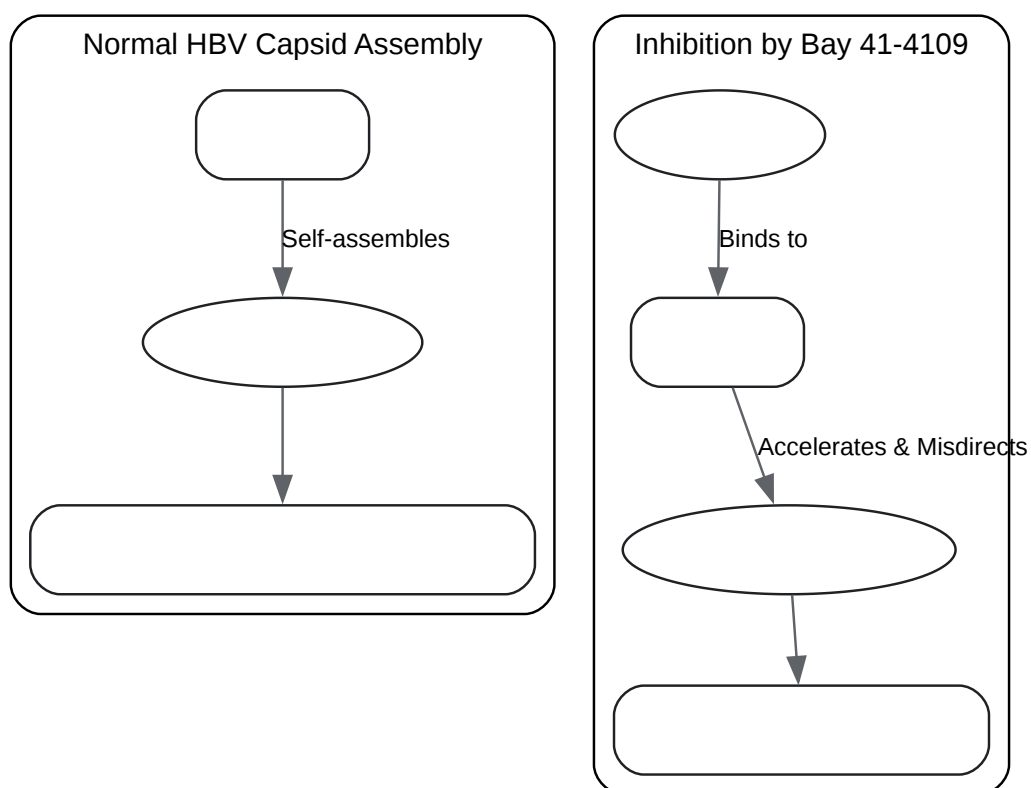 Normal HBV Capsid Assembly
Self-assembles
Inhibition by Bay 41-4109
Binds to
Accelerates & Misdirects